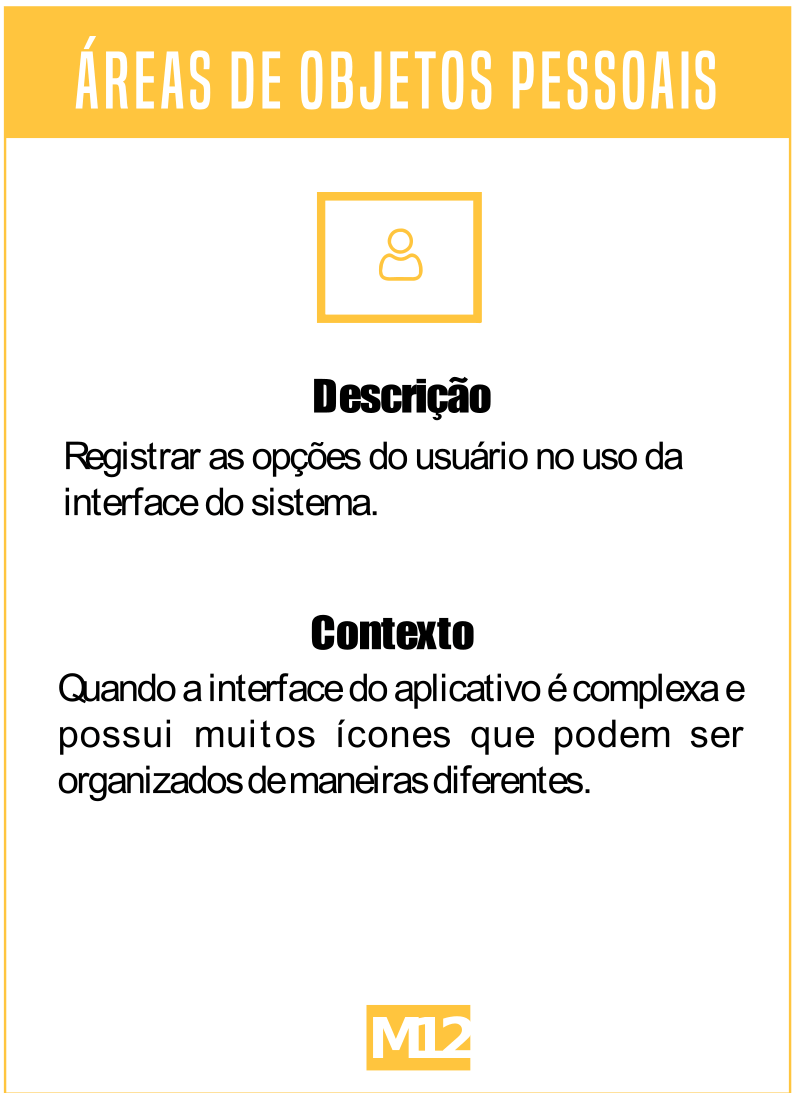 ÁREAS DE OBJETOS PESSOAIS
Descrição
Registrar as opções do usuário no uso da
interface do sistema.
Contexto
Quando a interface do aplicativo é complexa e
possui muitos ícones que podem ser
organizados de maneiras diferentes.
M12